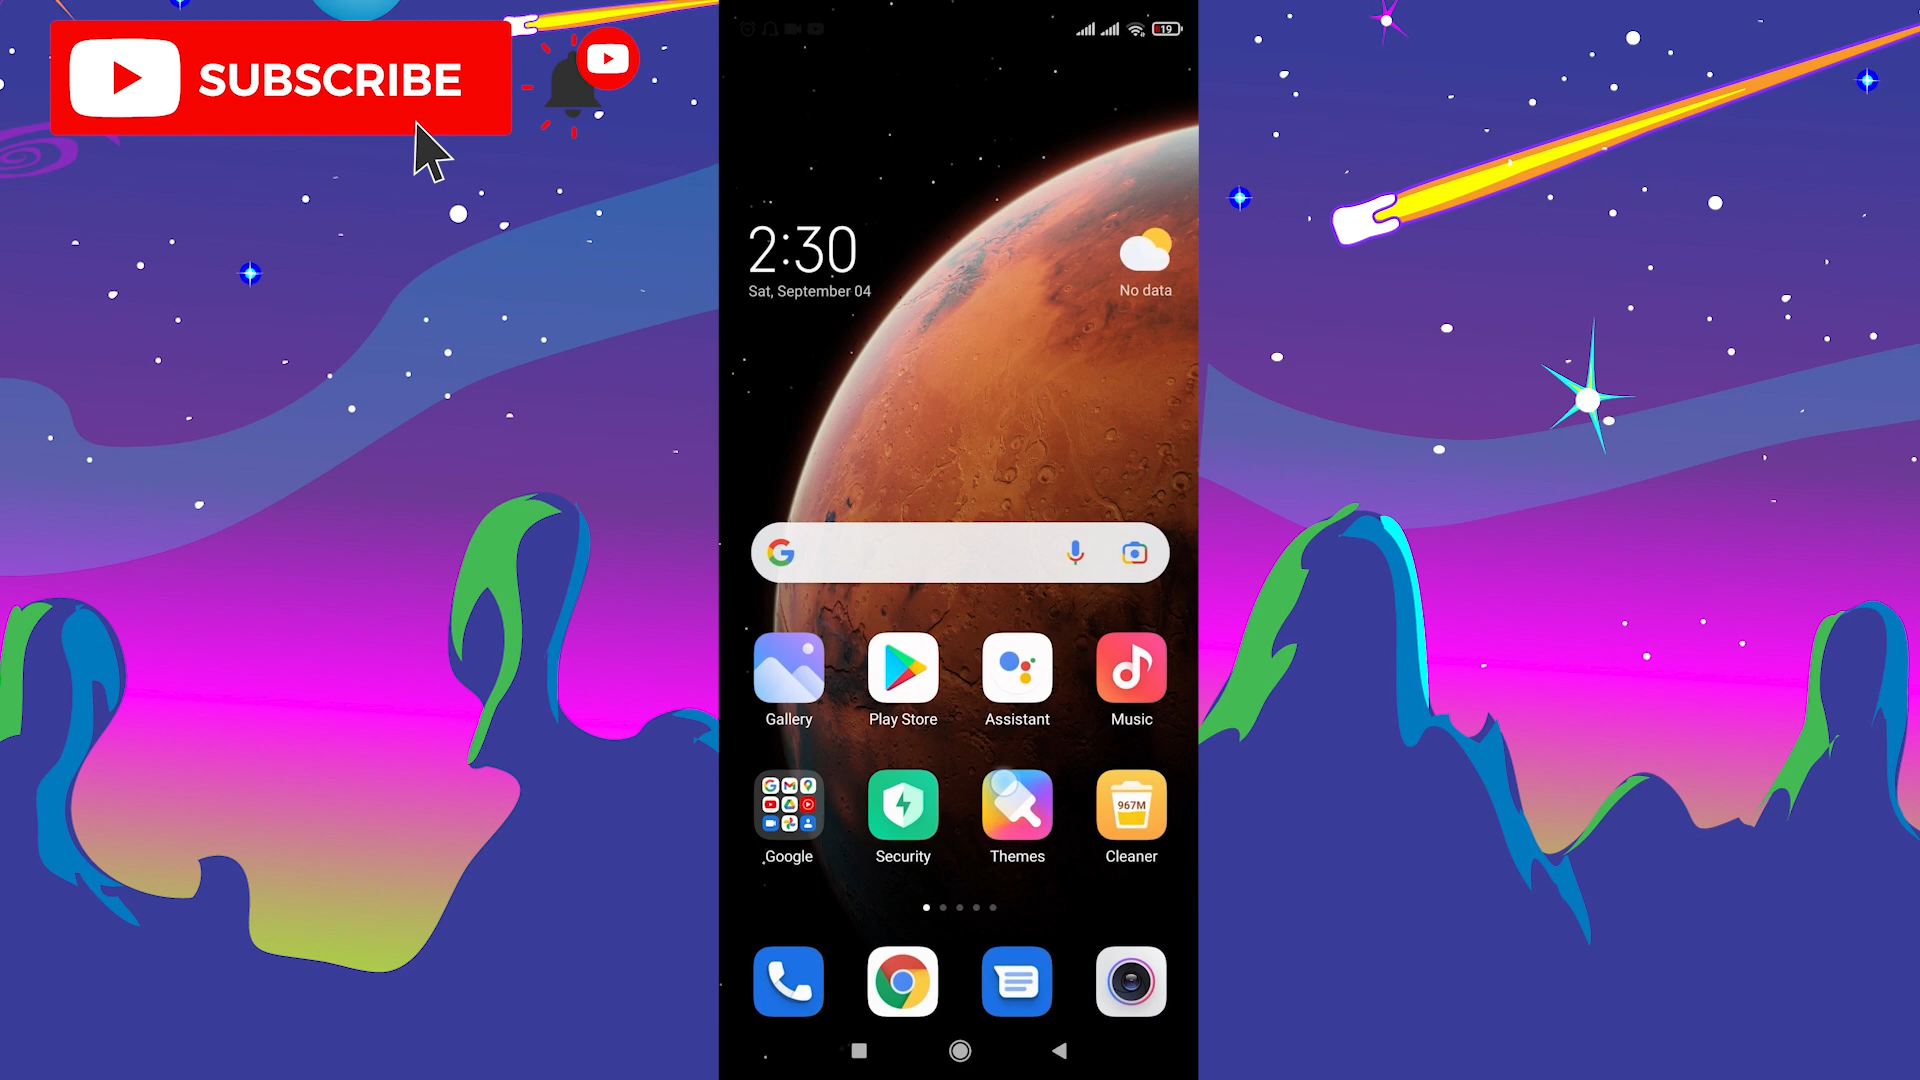 SUBSCRIBE
19
2:30
Sat, September 04
No data
Gallery
Play Store
Assistant
Music
967M
Google
Security
Themes
Cleaner